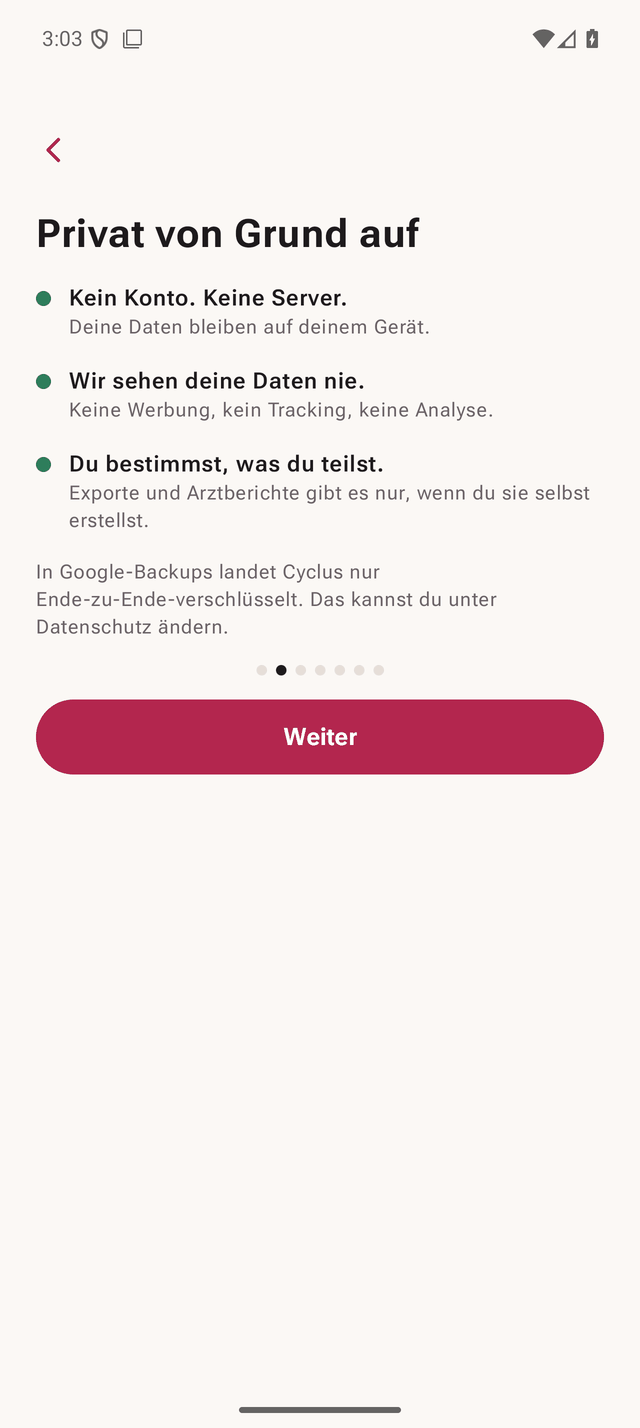 3:03
Privat von Grund auf
Kein Konto. Keine Server.
Deine Daten bleiben auf deinem Gerät.
Wir sehen deine Daten nie.
Keine Werbung, kein Tracking, keine Analyse.
Du bestimmst, was du teilst.
Exporte und Arztberichte gibt es nur, wenn du sie selbst
erstellst.
In Google-Backups landet Cyclus nur
Ende-zu-Ende-verschlüsselt. Das kannst du unter
Datenschutz ändern.
Weiter